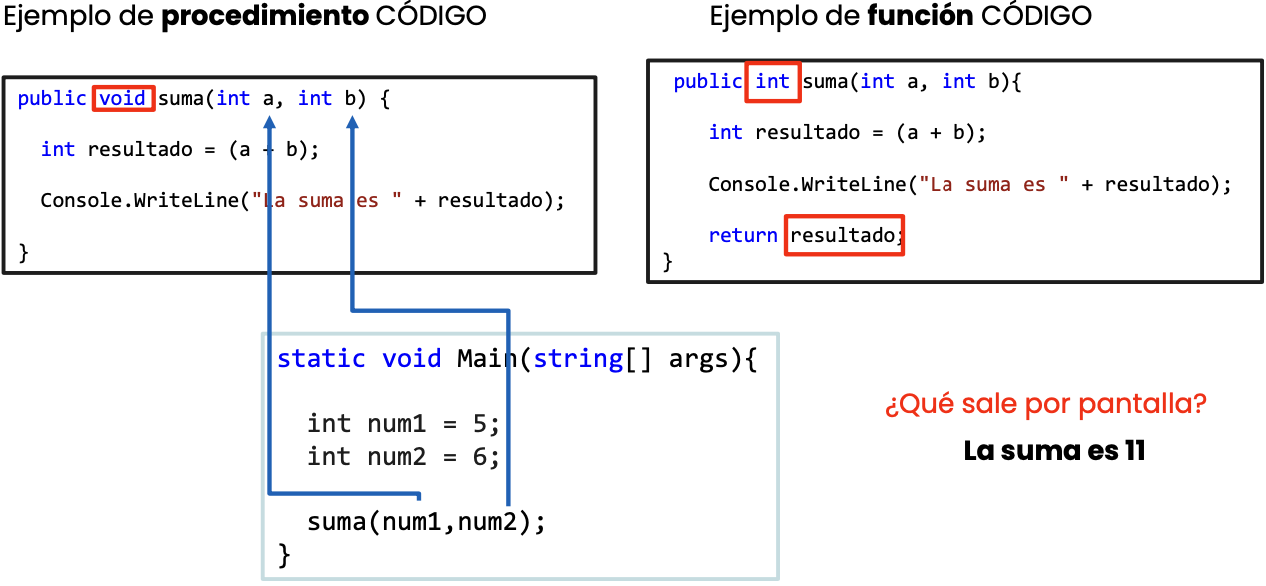 Ejemplo de procedimiento CÓDIGO
public void suma(int a, int b) {
int resultado = (a + b);
Console.WriteLine("La suma es " + resultado);
}
Ejemplo de función CÓDIGO
public int suma(int a, int b){
int resultado = (a + b);
Console.WriteLine("La suma es " + resultado);
return resultado;
}
static void Main(string[] args){
int num1 = 5;
int num2 = 6;
suma(num1,num2);
}
¿Qué sale por pantalla?
La suma es 11